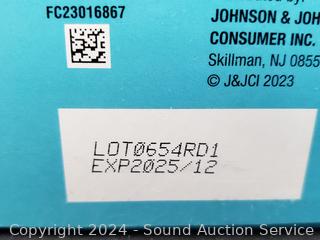 FC23016867
JOHNSON & JOH
CONSUMER INC.
Skillman, NJ 0855
© J&JCI 2023
LOT0654RD1
EXP2025/12
Copyright 2024 - Sound Auction Service